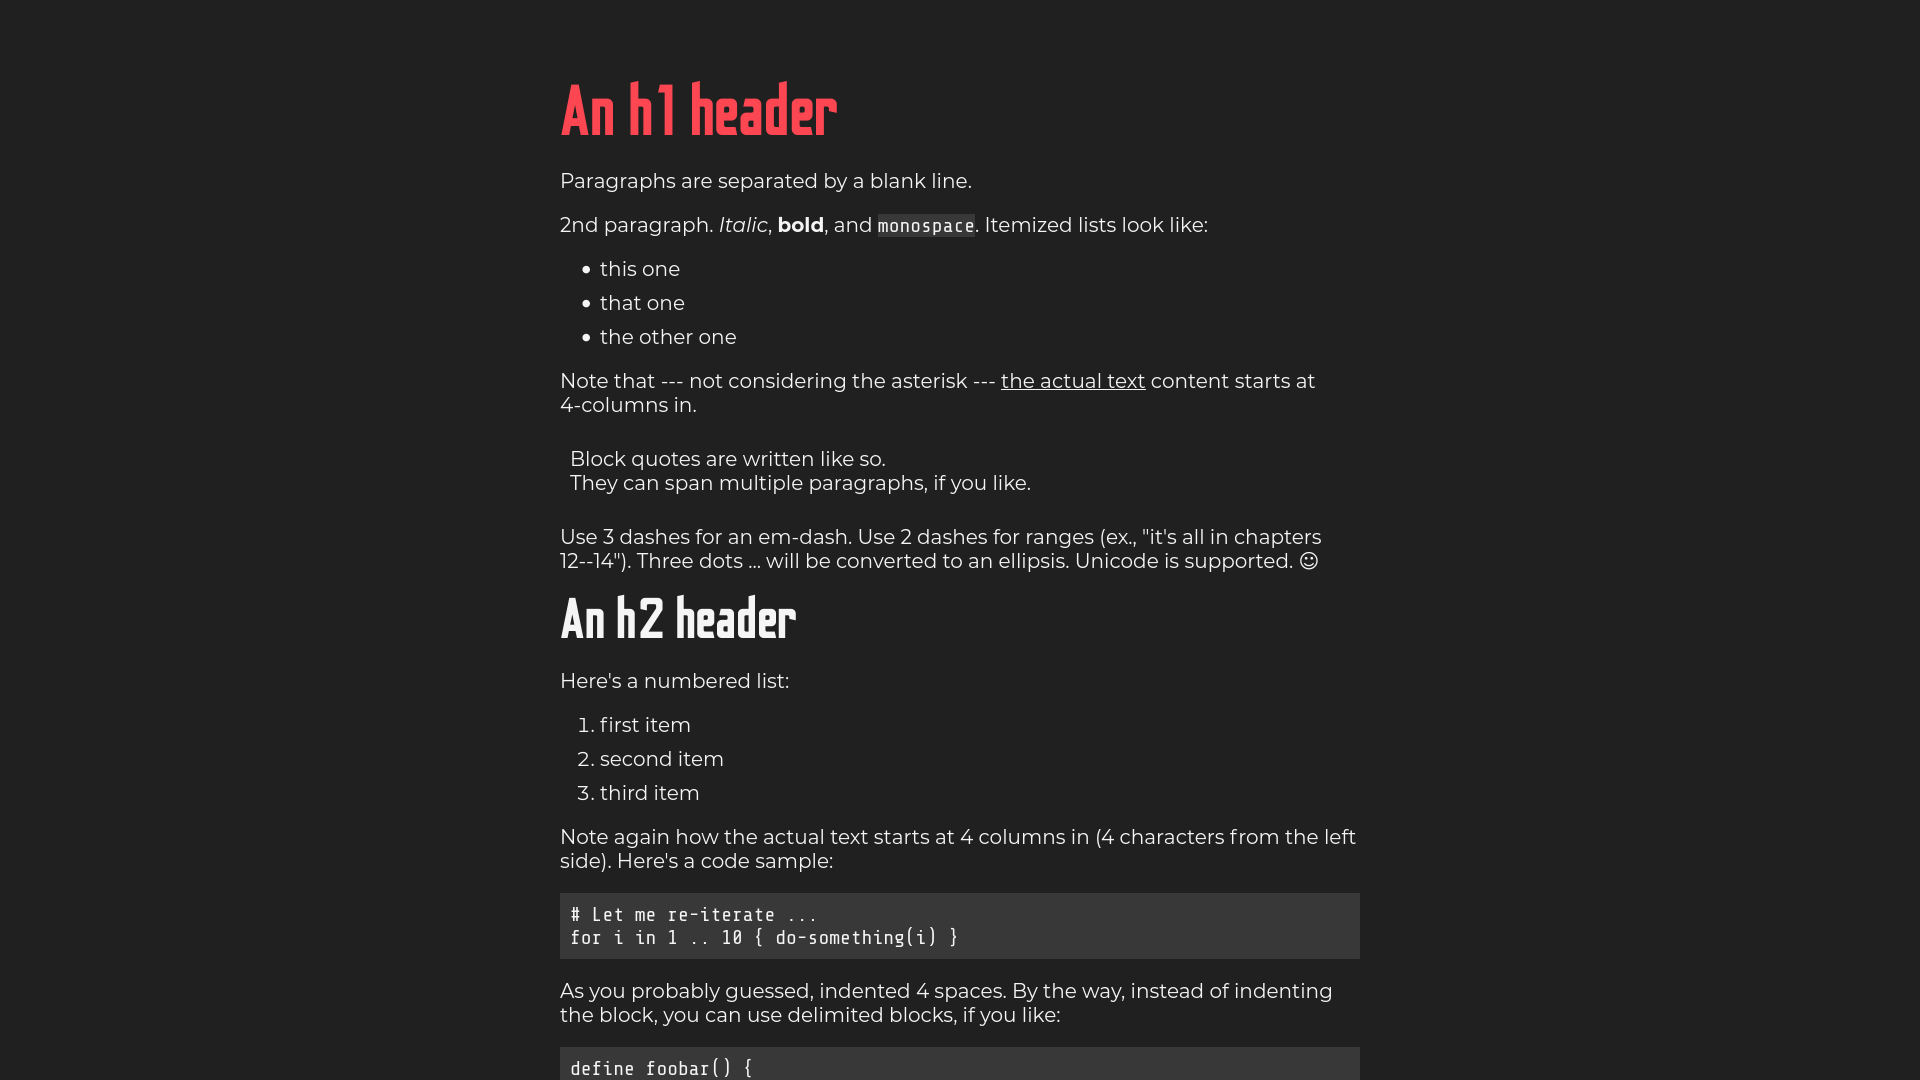 An h1 header
Paragraphs are separated by a blank line.
2nd paragraph. Italic, bold, and monospace. Itemized lists look like:
• this one
• that one
• the other one
Note that --- not considering the asterisk --- the actual text content starts at
4-columns in.
Block quotes are written like so.
They can span multiple paragraphs, if you like.
Use 3 dashes for an em-dash. Use 2 dashes for ranges (ex., "it's all in chapters
12--14"). Three dots ... will be converted to an ellipsis. Unicode is supported. ☺
An h2 header
Here's a numbered list:
1. first item
2. second item
3. third item
Note again how the actual text starts at 4 columns in (4 characters from the left
side). Here's a code sample:
# Let me re-iterate ...
for i in 1 .. 10 { do-something(i) }
As you probably guessed, indented 4 spaces. By the way, instead of indenting
the block, you can use delimited blocks, if you like:
define foobar() {